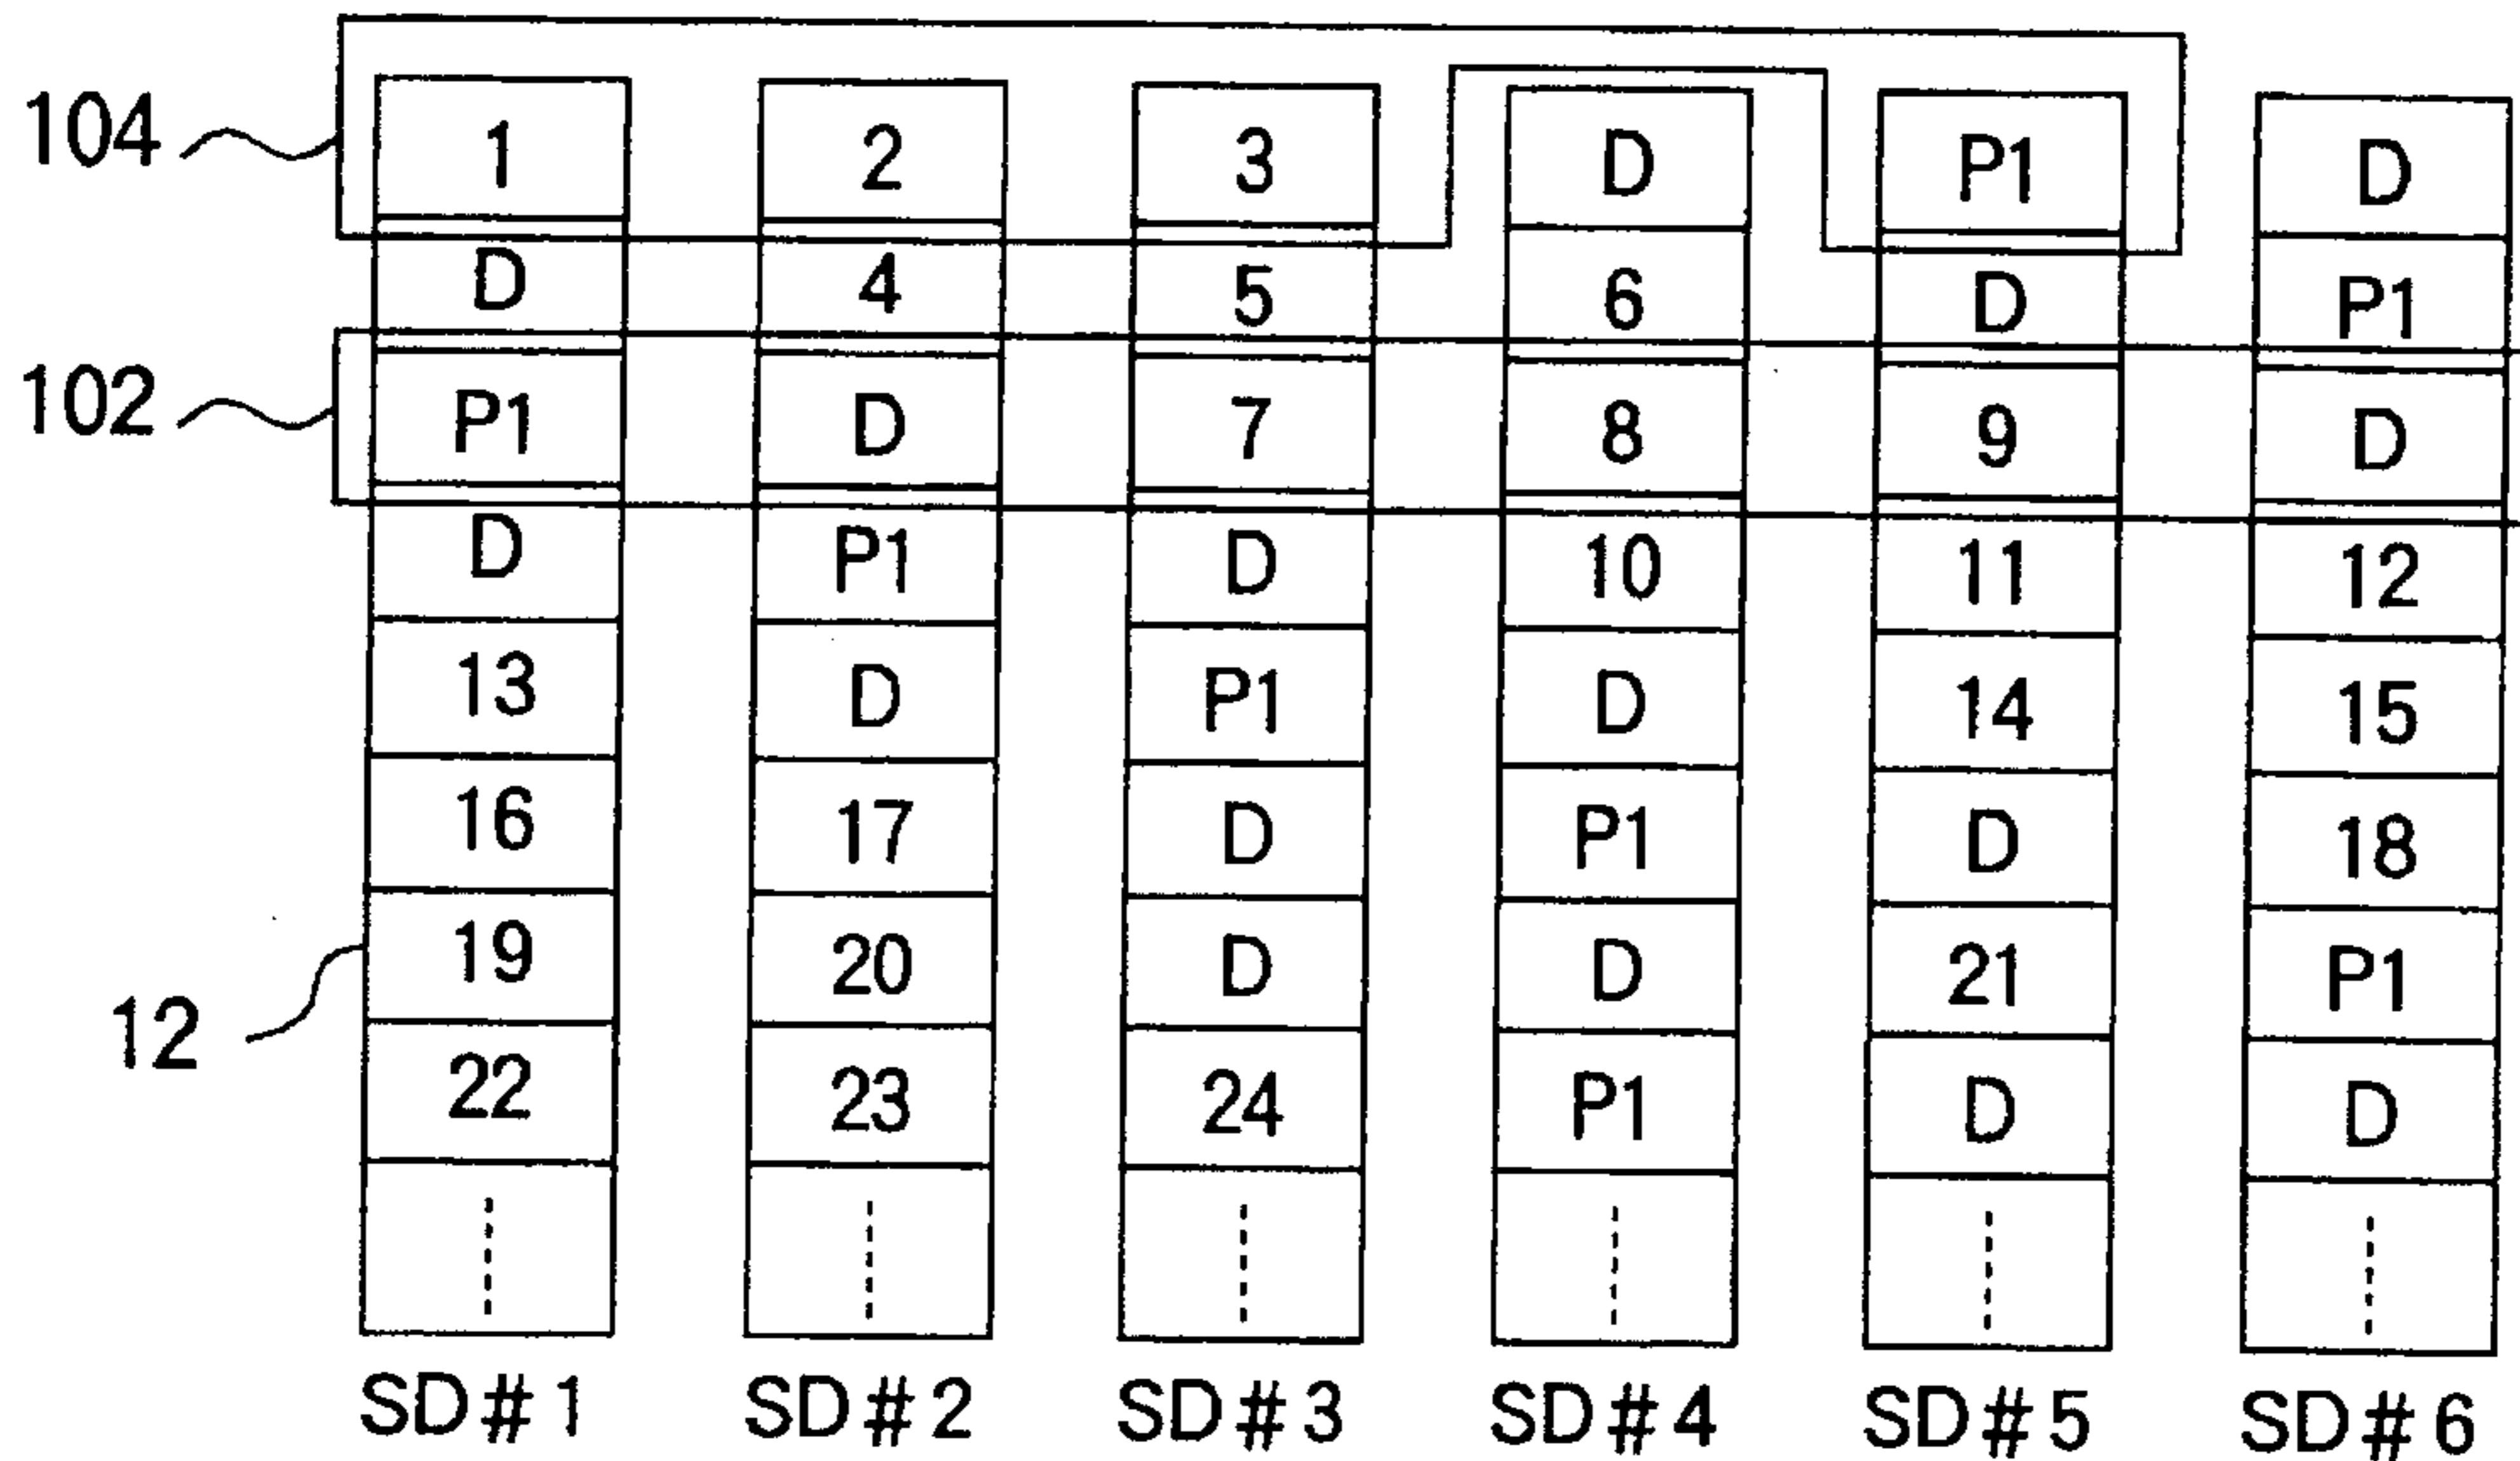 104 1 2 3 D P1 D
D 4 5 6 D P1
102 P1 D 7 8 9 D
D P1 D 10 11 12
13 D P1 D 14 15
16 17 D P1 D 18
19 20 D D 21 P1
12 22 23 24 P1 D D
SD#1 SD#2 SD#3 SD#4 SD#5 SD#6